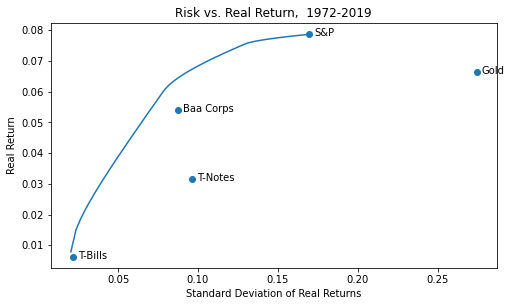 Risk vs. Real Return,  1972-2019
Real Return
0.08
0.07
0.06
0.05
0.04
0.03
0.02
0.01
S&P
Gold
Baa Corps
T-Notes
T-Bills
0.05 0.10 0.15 0.20 0.25
Standard Deviation of Real Returns